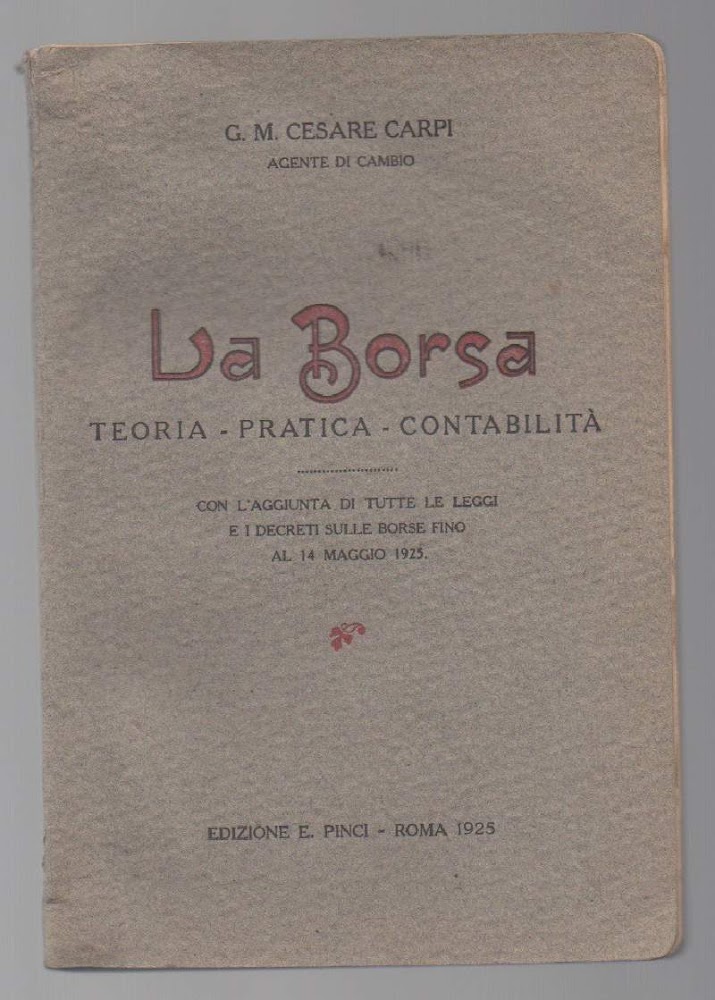 G. M. CESARE CARPI
AGENTE DI CAMBIO
La Borsa
TEORIA - PRATICA - CONTABILITÀ
CON L'AGGIUNTA DI TUTTE LE LEGGI
E I DECRETI SULLE BORSE FINO
AL 14 MAGGIO 1925.
EDIZIONE E. PINCI - ROMA 1925